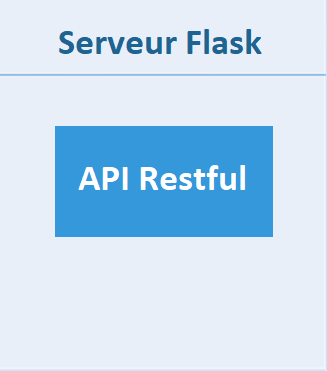 Serveur Flask
API Restful